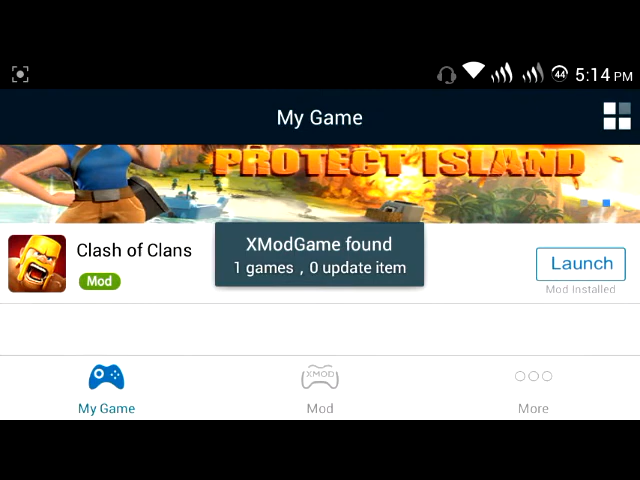 44 5:14 PM
My Game
PROTECT ISLAND
Clash of Clans
Mod
XModGame found
1 games , 0 update item
Launch
Mod Installed
XMOD
My Game
Mod
More